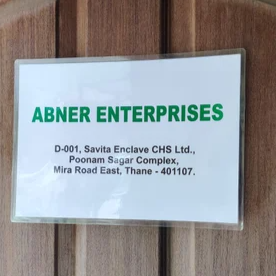 ABNER ENTERPRISES
D-001, Savita Enclave CHS Ltd.,
Poonam Sagar Complex,
Mira Road East, Thane - 401107.